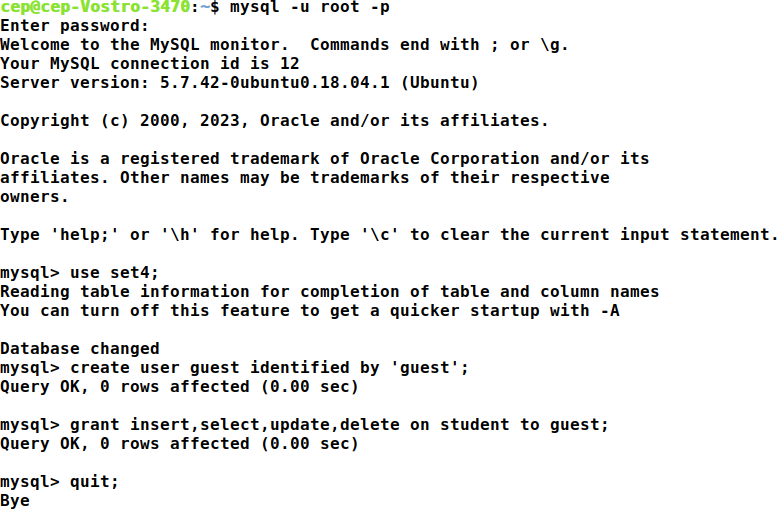 cep@cep-Vostro-3470:~$ mysql -u root -p
Enter password:
Welcome to the MySQL monitor.  Commands end with ; or \g.
Your MySQL connection id is 12
Server version: 5.7.42-0ubuntu0.18.04.1 (Ubuntu)

Copyright (c) 2000, 2023, Oracle and/or its affiliates.

Oracle is a registered trademark of Oracle Corporation and/or its
affiliates. Other names may be trademarks of their respective
owners.

Type 'help;' or '\h' for help. Type '\c' to clear the current input statement.

mysql> use set4;
Reading table information for completion of table and column names
You can turn off this feature to get a quicker startup with -A

Database changed
mysql> create user guest identified by 'guest';
Query OK, 0 rows affected (0.00 sec)

mysql> grant insert,select,update,delete on student to guest;
Query OK, 0 rows affected (0.00 sec)

mysql> quit;
Bye